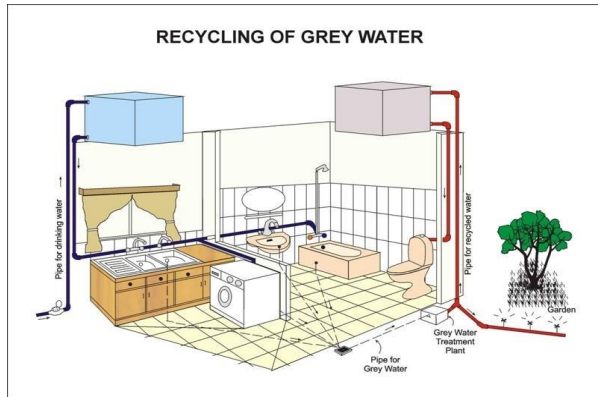 RECYCLING OF GREY WATER
Pipe for drinking water
Pipe for recycled water
Garden
Grey Water
Treatment
Plant
Pipe for
Grey Water